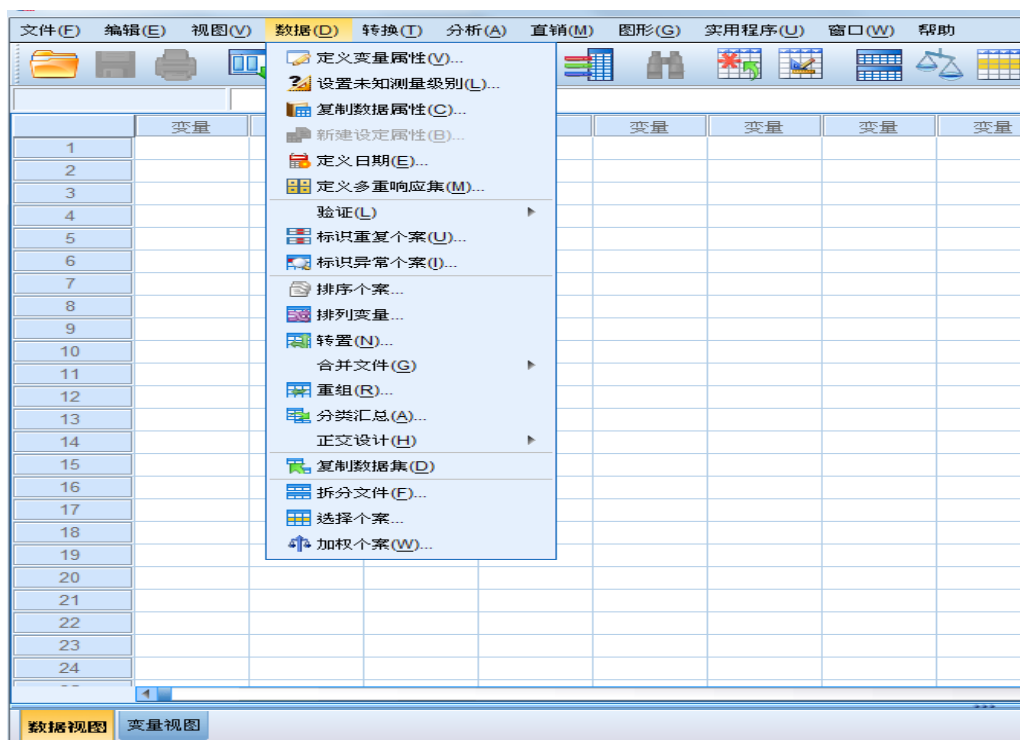 文件(F) 编辑(E) 视图(V) 数据(D) 转换(T) 分析(A) 直销(M) 图形(G) 实用程序(U) 窗口(W) 帮助
定义变量属性(V)...
设置未知测量级别(L)...
复制数据属性(C)...
新建设定属性(B)...
定义日期(E)...
定义多重响应集(M)...
验证(L)
标识重复个案(U)...
标识异常个案(I)...
排序个案...
排列变量...
转置(N)...
合并文件(G)
重组(R)...
分类汇总(A)...
正交设计(H)
复制数据集(D)
拆分文件(F)...
选择个案...
加权个案(W)...
变量 变量 变量 变量 变量
1
2
3
4
5
6
7
8
9
10
11
12
13
14
15
16
17
18
19
20
21
22
23
24
数据视图 变量视图